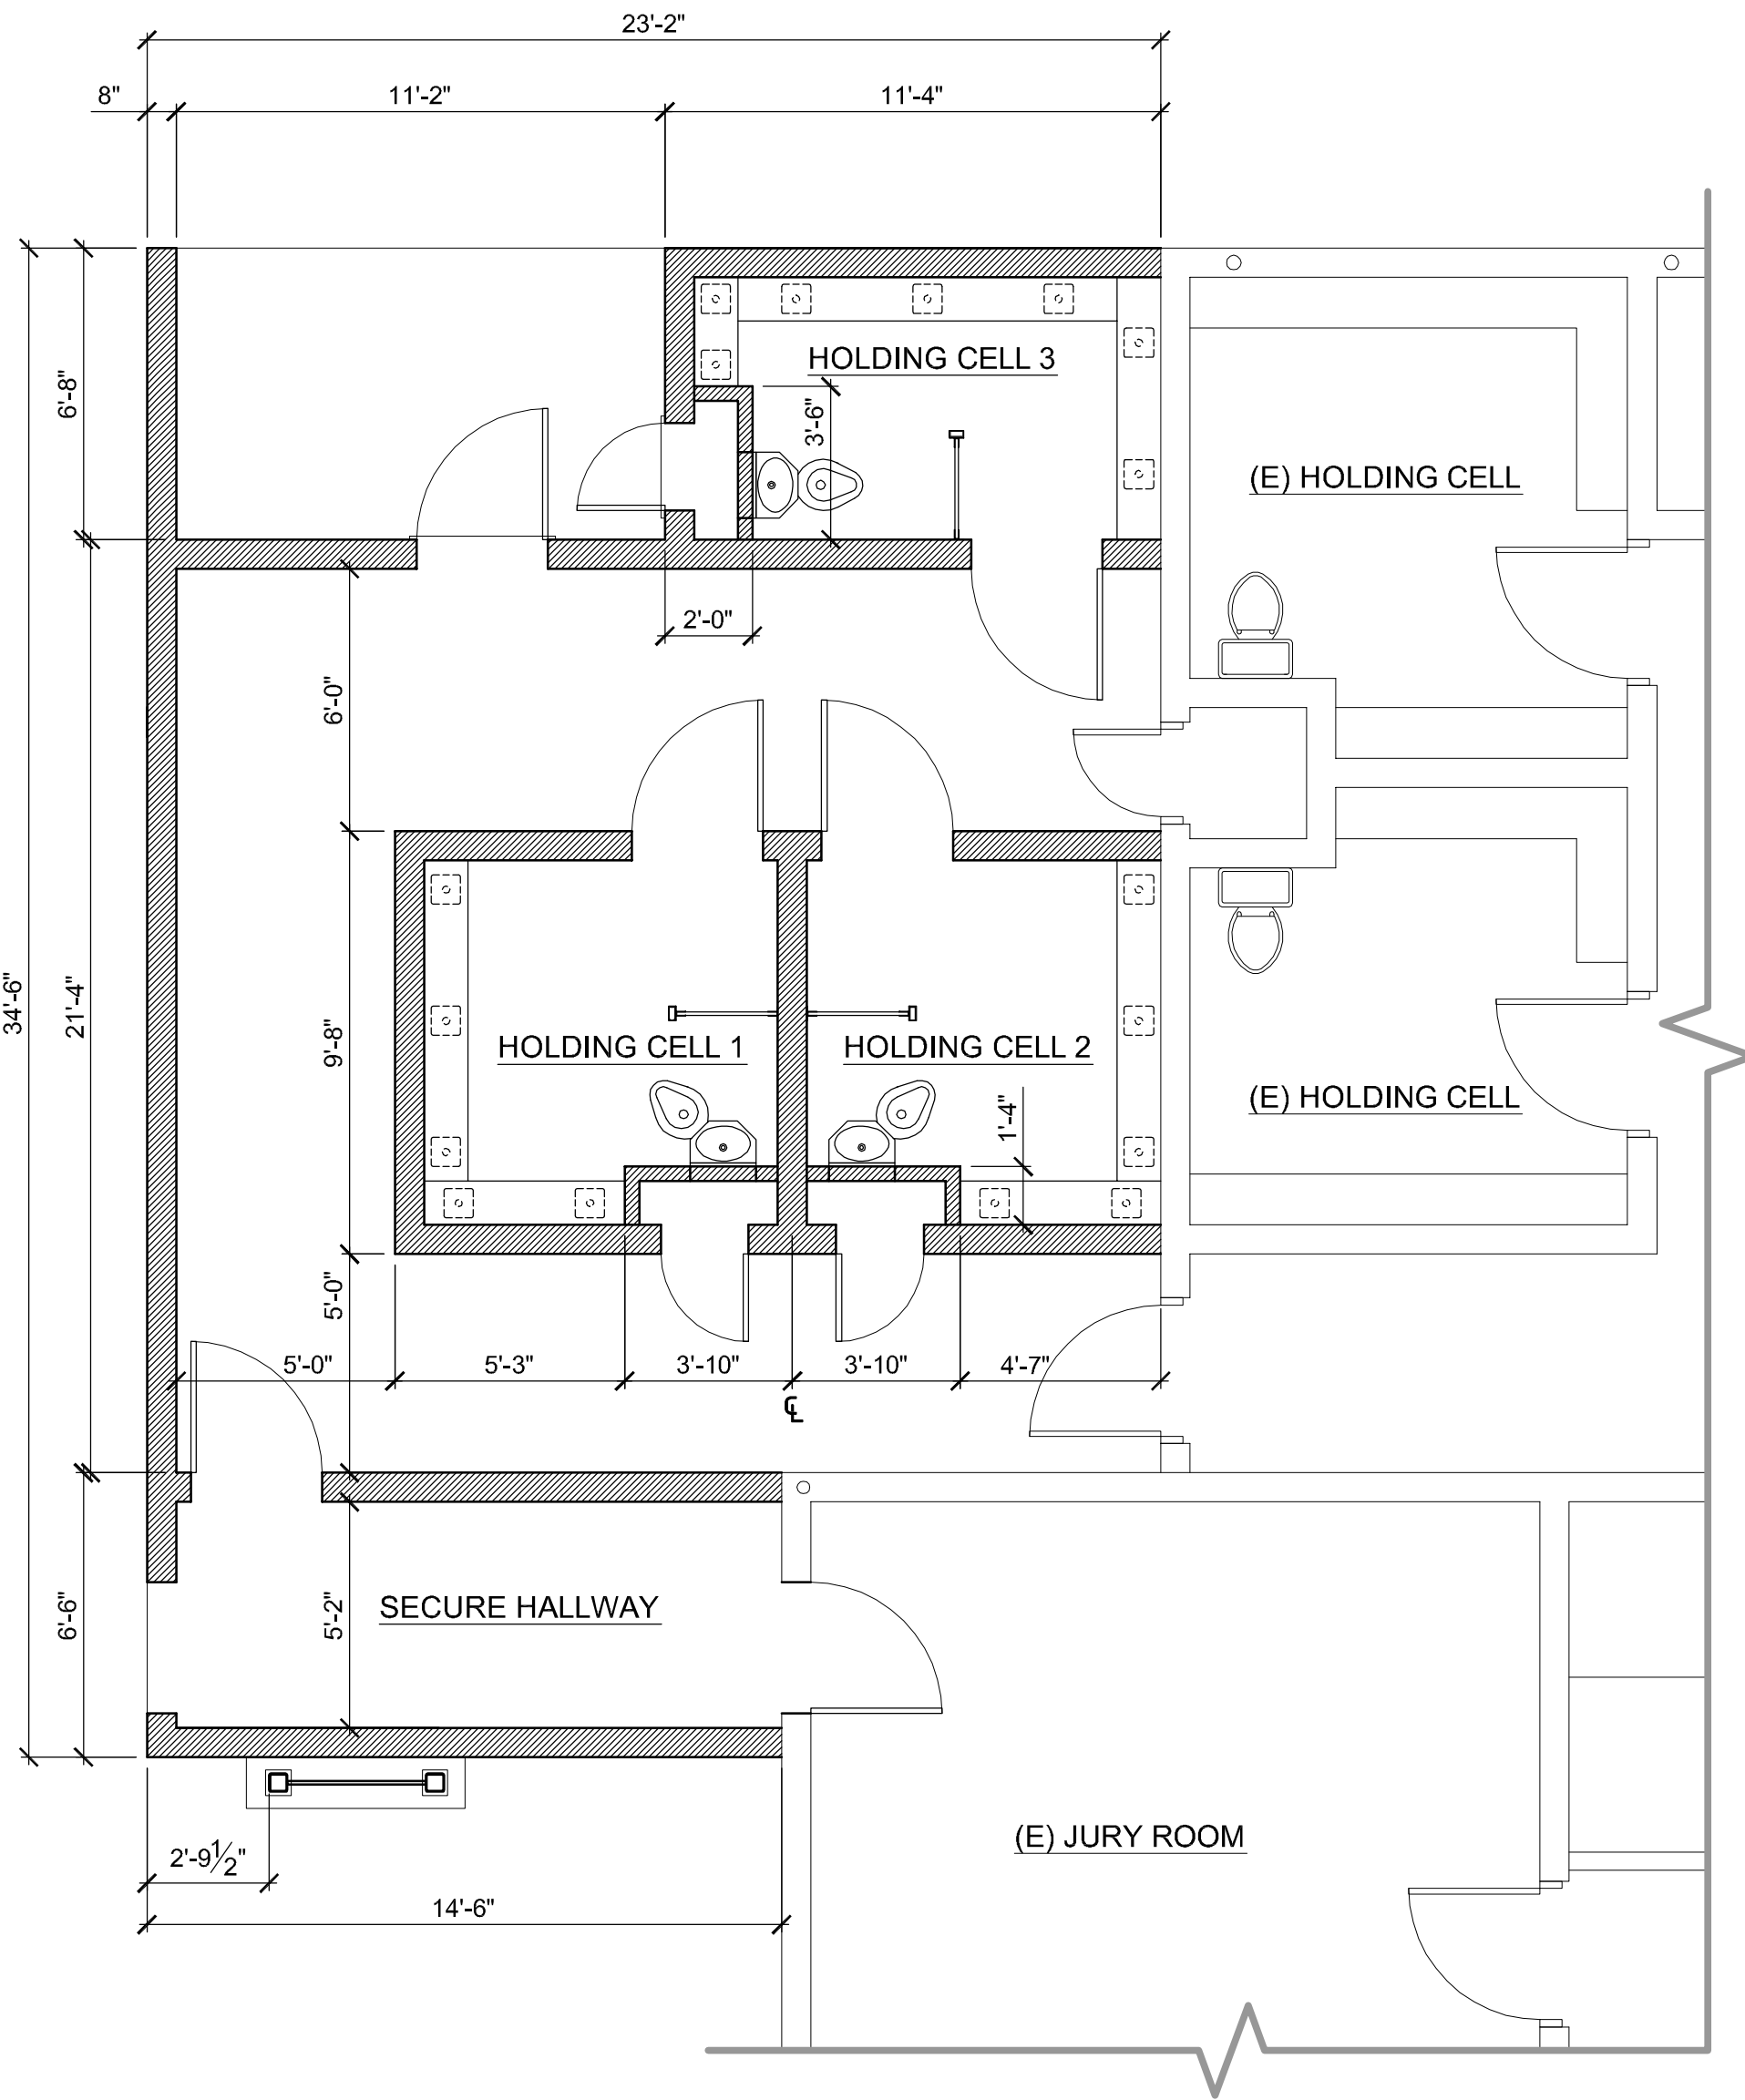 23'-2"
8" 11'-2" 11'-4"
HOLDING CELL 3
6'-8"
3'-6"
(E) HOLDING CELL
2'-0"
6'-0"
34'-6"
21'-4"
9'-8"
HOLDING CELL 1 HOLDING CELL 2
(E) HOLDING CELL
1'-4"
5'-0"
5'-0" 5'-3" 3'-10" 3'-10" 4'-7"
℄
SECURE HALLWAY
6'-6"
5'-2"
(E) JURY ROOM
2'-9½"
14'-6"